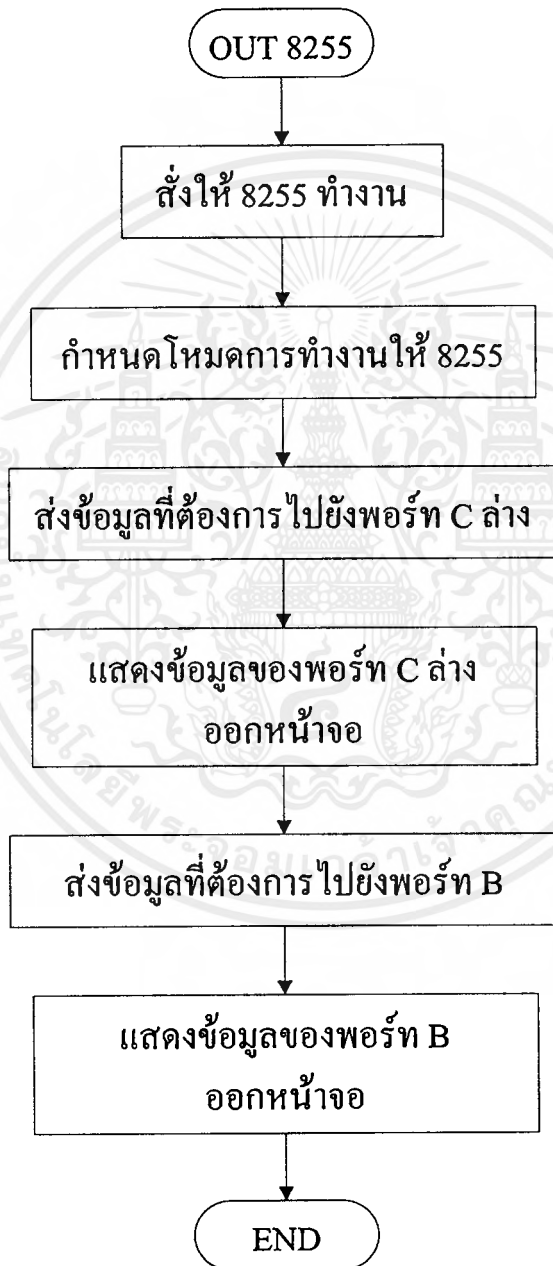 OUT 8255
สั่งให้ 8255 ทำงาน
กำหนดโหมดการทำงานให้ 8255
ส่งข้อมูลที่ต้องการ ไปยังพอร์ท C ล่าง
แสดงข้อมูลของพอร์ท C ล่าง
ออกหน้าจอ
ส่งข้อมูลที่ต้องการ ไปยังพอร์ท B
แสดงข้อมูลของพอร์ท B
ออกหน้าจอ
END